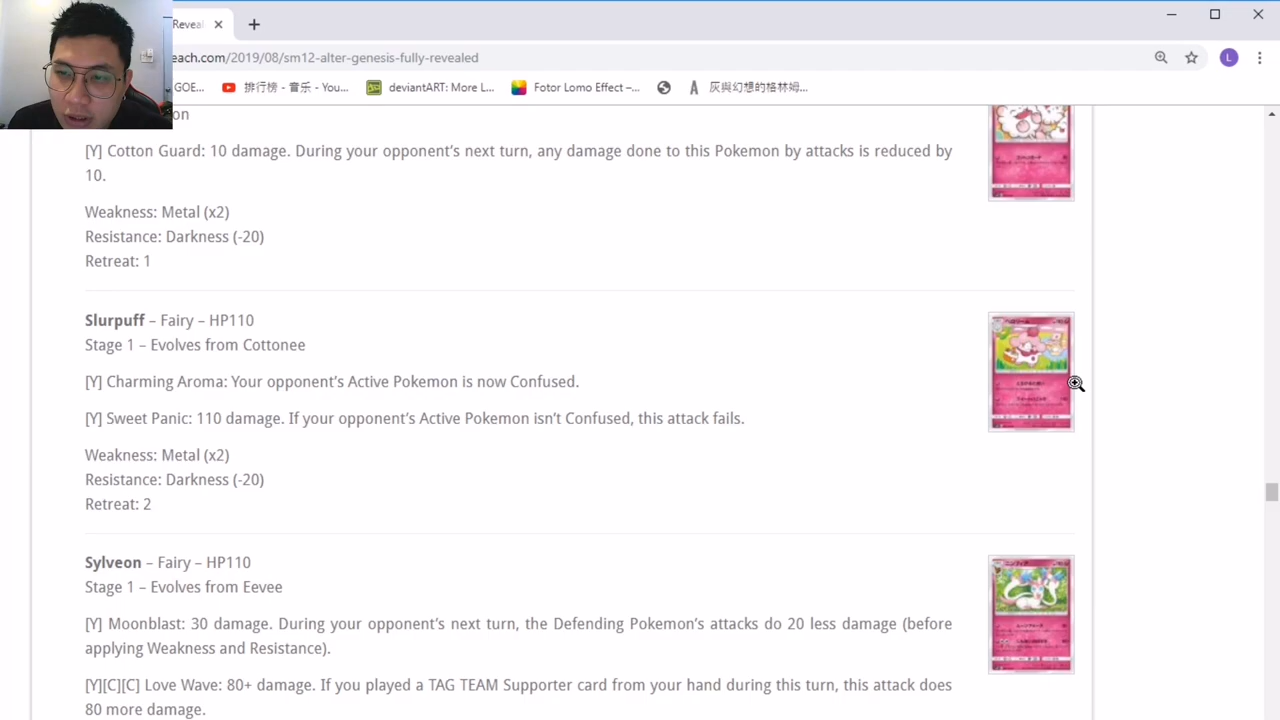 Reveal
each.com/2019/08/sm12-alter-genesis-fully-revealed
GOE... 排行榜 - 音乐 - You... deviantART: More L... Fotor Lomo Effect –... 灰與幻想的格林姆...
on
[Y] Cotton Guard: 10 damage. During your opponent's next turn, any damage done to this Pokemon by attacks is reduced by
10.
Weakness: Metal (x2)
Resistance: Darkness (-20)
Retreat: 1
Slurpuff – Fairy – HP110
Stage 1 – Evolves from Cottonee
[Y] Charming Aroma: Your opponent's Active Pokemon is now Confused.
[Y] Sweet Panic: 110 damage. If your opponent's Active Pokemon isn't Confused, this attack fails.
Weakness: Metal (x2)
Resistance: Darkness (-20)
Retreat: 2
Sylveon – Fairy – HP110
Stage 1 – Evolves from Eevee
[Y] Moonblast: 30 damage. During your opponent's next turn, the Defending Pokemon's attacks do 20 less damage (before
applying Weakness and Resistance).
[Y][C][C] Love Wave: 80+ damage. If you played a TAG TEAM Supporter card from your hand during this turn, this attack does
80 more damage.